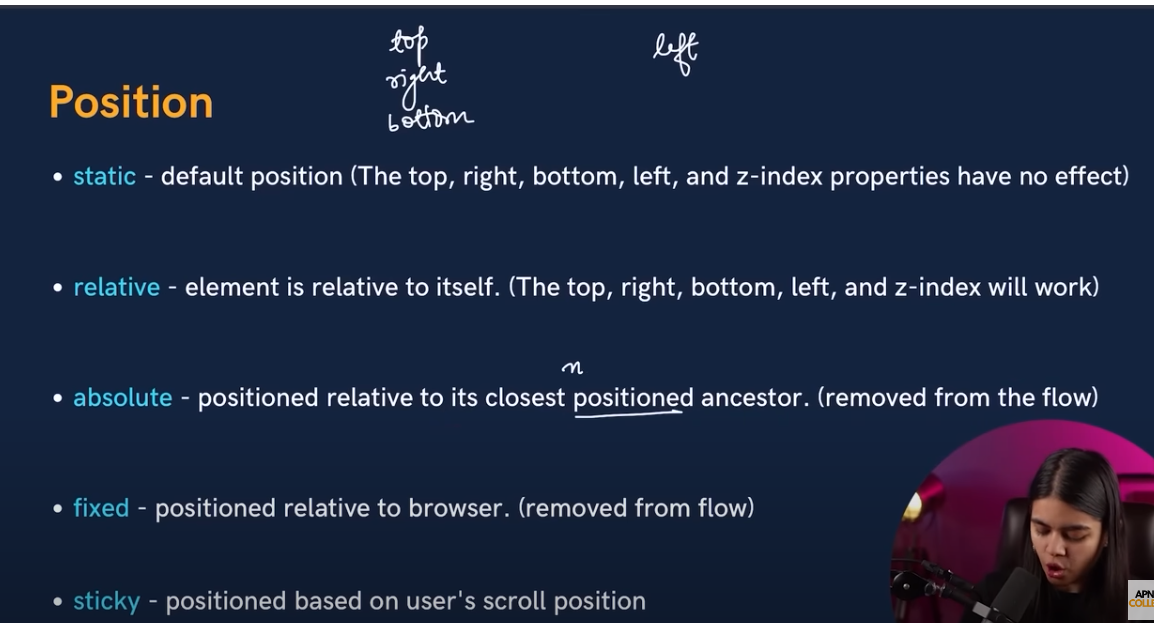 top
left
right
bottom
Position
• static - default position (The top, right, bottom, left, and z-index properties have no effect)
• relative - element is relative to itself. (The top, right, bottom, left, and z-index will work)
n
• absolute - positioned relative to its closest positioned ancestor. (removed from the flow)
• fixed - positioned relative to browser. (removed from flow)
• sticky - positioned based on user's scroll position
APN
COLLE